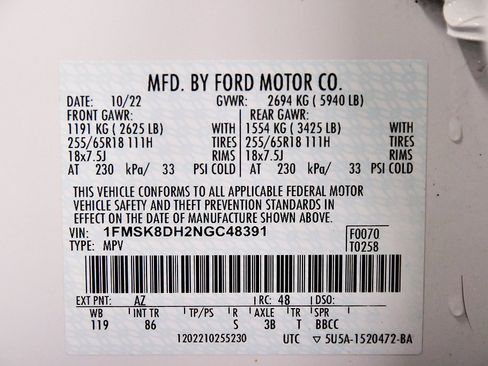 MFD. BY FORD MOTOR CO.
DATE: 10/22 GVWR: 2694 KG ( 5940 LB)
FRONT GAWR: REAR GAWR:
1191 KG ( 2625 LB) WITH 1554 KG ( 3425 LB) WITH
255/65R18 111H TIRES 255/65R18 111H TIRES
18x7.5J RIMS 18x7.5J RIMS
AT 230 kPa/ 33 PSI COLD AT 230 kPa/ 33 PSI COLD
THIS VEHICLE CONFORMS TO ALL APPLICABLE FEDERAL MOTOR
VEHICLE SAFETY AND THEFT PREVENTION STANDARDS IN
EFFECT ON THE DATE OF MANUFACTURE SHOWN ABOVE.
VIN: 1FMSK8DH2NGC48391 F0070
TYPE: MPV T0258
EXT PNT: AZ RC: 48 DSO:
WB INT TR TP/PS R AXLE TR SPR
119 86 S 3B T BBCC
1202210255230 UTC ▽ 5U5A-1520472-BA